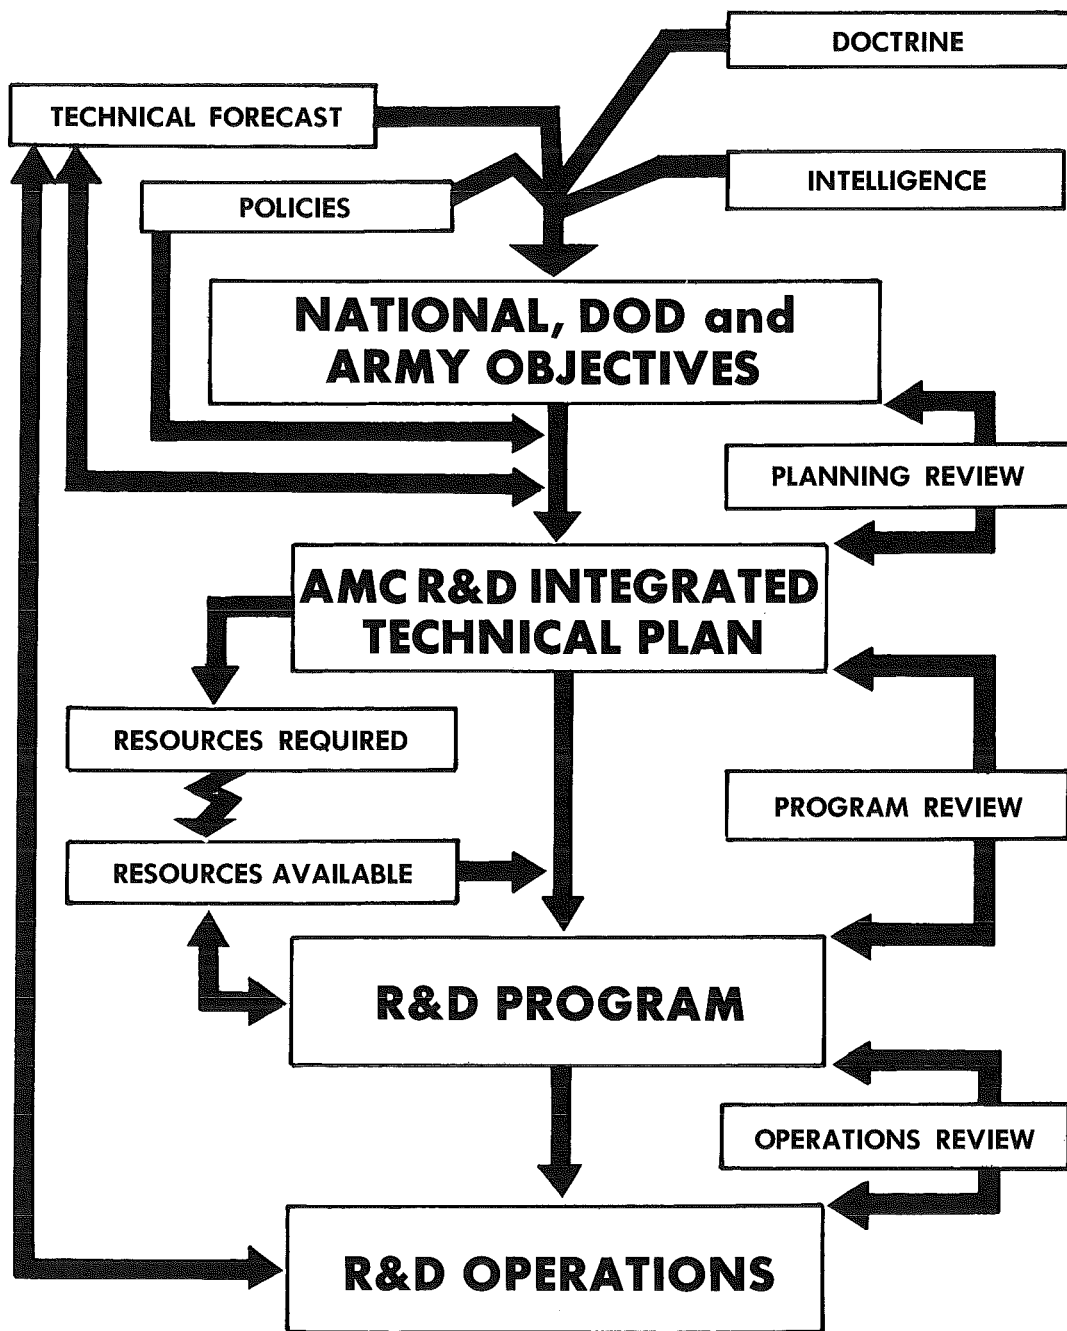 DOCTRINE
TECHNICAL FORECAST
INTELLIGENCE
POLICIES
NATIONAL, DOD and
ARMY OBJECTIVES
PLANNING REVIEW
AMC R&D INTEGRATED
TECHNICAL PLAN
RESOURCES REQUIRED
PROGRAM REVIEW
RESOURCES AVAILABLE
R&D PROGRAM
OPERATIONS REVIEW
R&D OPERATIONS